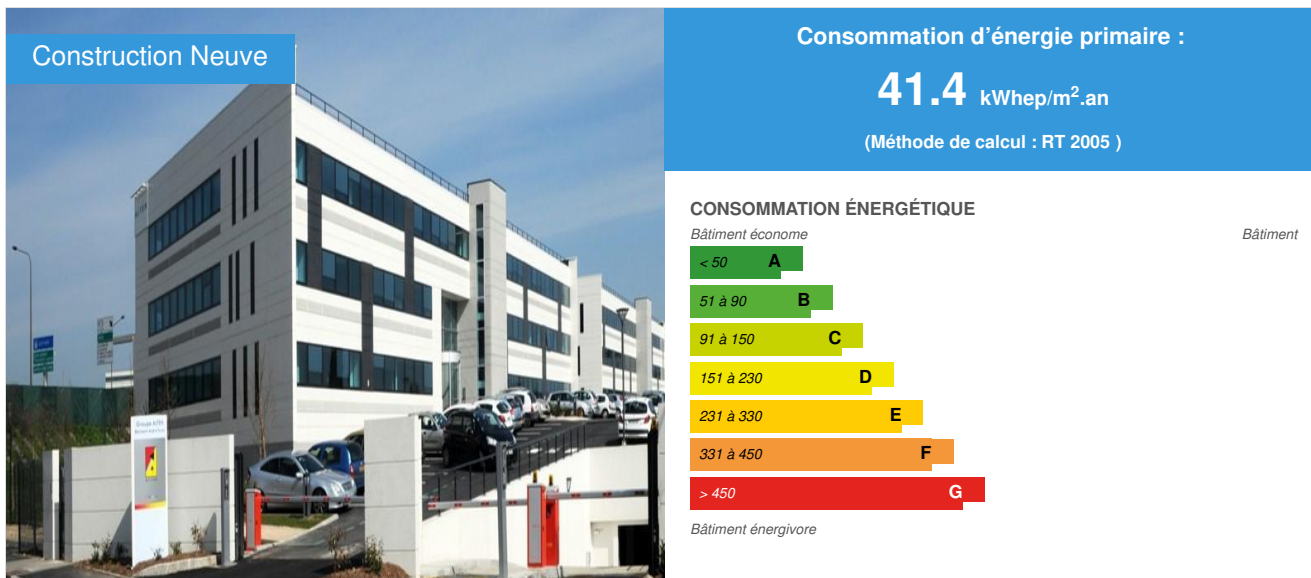 Construction Neuve
Consommation d'énergie primaire :
41.4 kWhep/m².an
(Méthode de calcul : RT 2005 )
CONSOMMATION ÉNERGÉTIQUE
Bâtiment économe
Bâtiment
< 50 A
51 à 90 B
91 à 150 C
151 à 230 D
231 à 330 E
331 à 450 F
> 450 G
Bâtiment énergivore